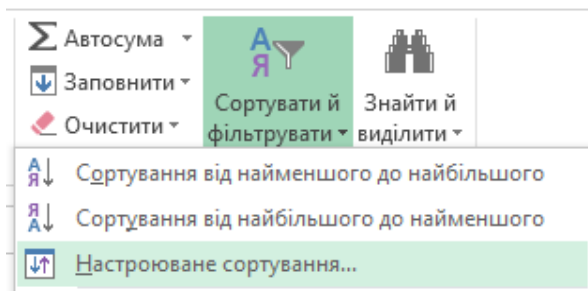 Σ Автосума
Заповнити
Очистити
А
Я
Сортувати й
фільтрувати
Знайти й
виділити
А
Я
Сортування від найменшого до найбільшого
Я
А
Сортування від найбільшого до найменшого
Настроюване сортування...